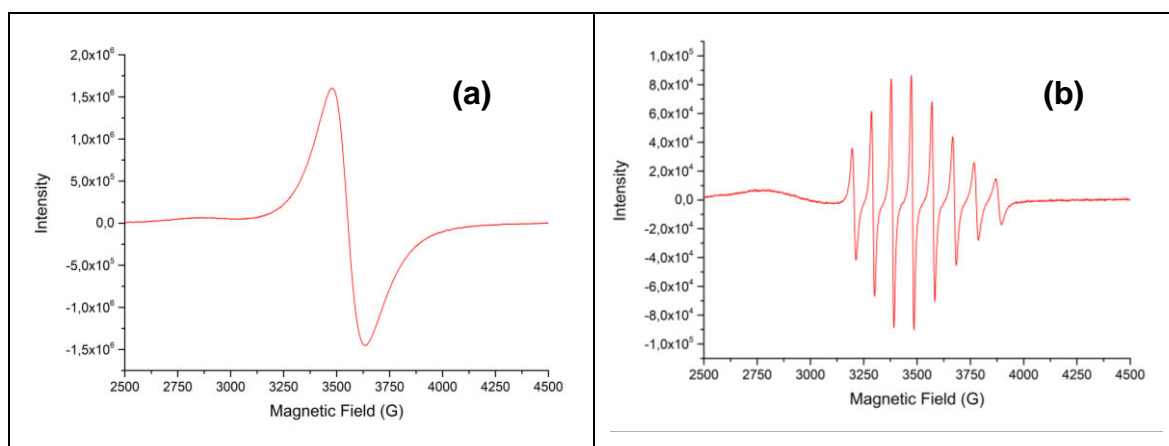 (a)
2,0x10⁶
1,5x10⁶
1,0x10⁶
5,0x10⁵
0,0
-5,0x10⁵
-1,0x10⁶
-1,5x10⁶
Intensity
2500 2750 3000 3250 3500 3750 4000 4250 4500
Magnetic Field (G)
(b)
1,0x10⁵
8,0x10⁴
6,0x10⁴
4,0x10⁴
2,0x10⁴
0,0
-2,0x10⁴
-4,0x10⁴
-6,0x10⁴
-8,0x10⁴
-1,0x10⁵
Intensity
2500 2750 3000 3250 3500 3750 4000 4250 4500
Magnetic Field (G)